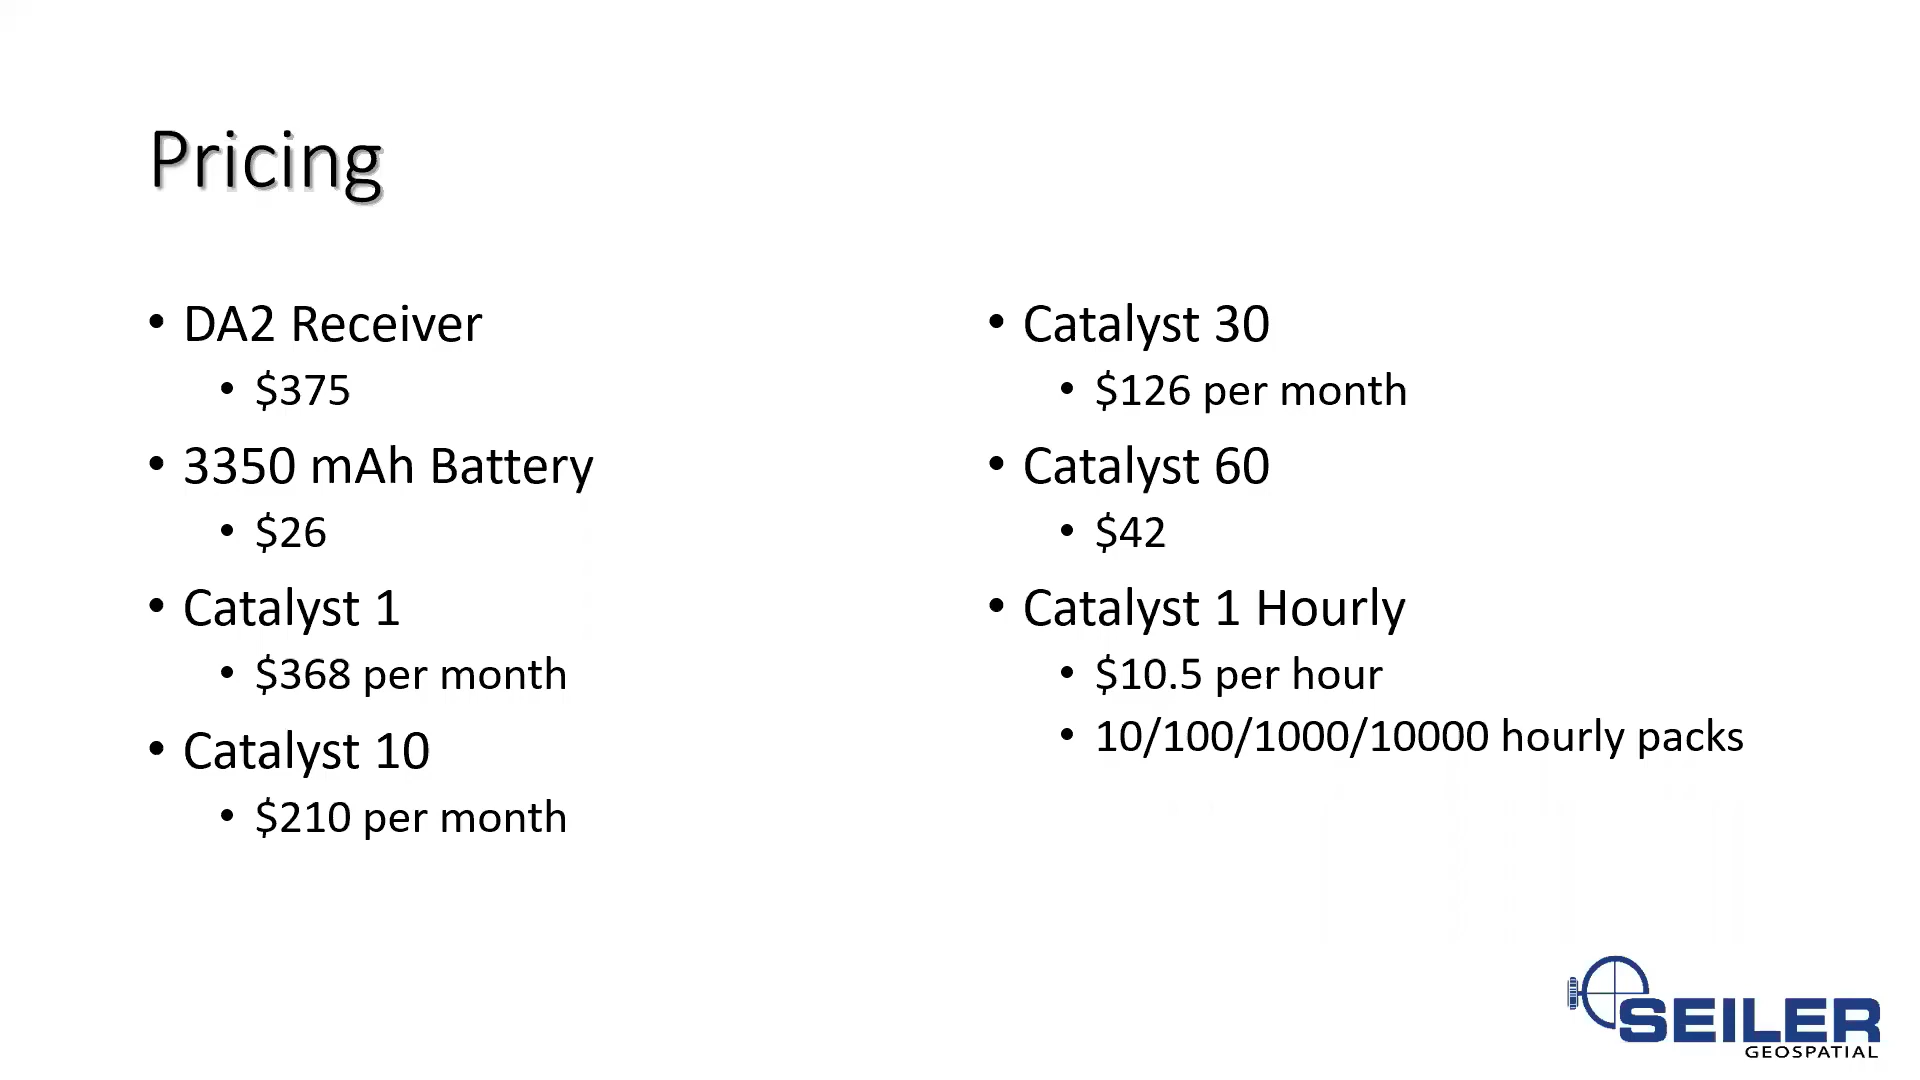 Pricing
• DA2 Receiver
• $375
• 3350 mAh Battery
• $26
• Catalyst 1
• $368 per month
• Catalyst 10
• $210 per month
• Catalyst 30
• $126 per month
• Catalyst 60
• $42
• Catalyst 1 Hourly
• $10.5 per hour
• 10/100/1000/10000 hourly packs
SEILER
GEOSPATIAL